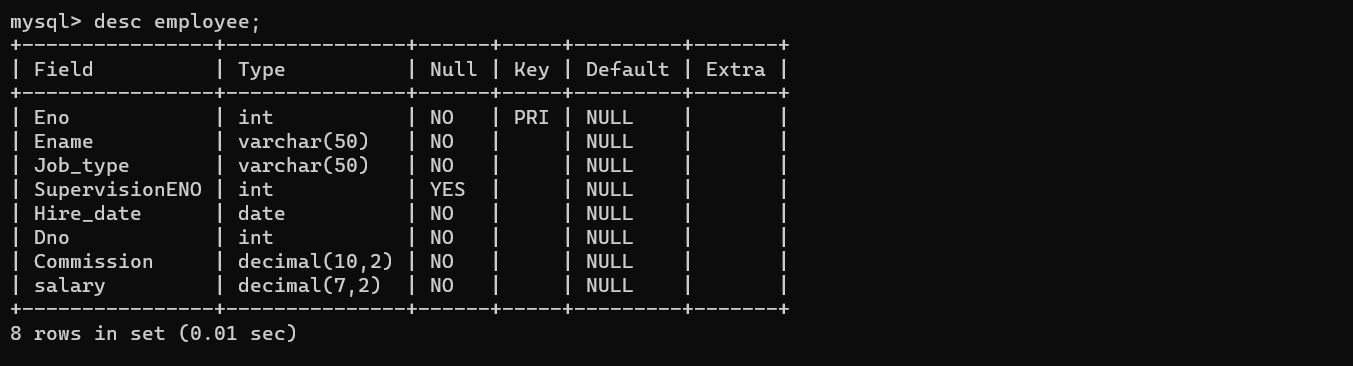 mysql> desc employee;
+----------------+---------------+------+-----+---------+-------+
| Field          | Type          | Null | Key | Default | Extra |
+----------------+---------------+------+-----+---------+-------+
| Eno            | int           | NO   | PRI | NULL    |       |
| Ename          | varchar(50)   | NO   |     | NULL    |       |
| Job_type       | varchar(50)   | NO   |     | NULL    |       |
| SupervisionENO | int           | YES  |     | NULL    |       |
| Hire_date      | date          | NO   |     | NULL    |       |
| Dno            | int           | NO   |     | NULL    |       |
| Commission     | decimal(10,2) | NO   |     | NULL    |       |
| salary         | decimal(7,2)  | NO   |     | NULL    |       |
+----------------+---------------+------+-----+---------+-------+
8 rows in set (0.01 sec)